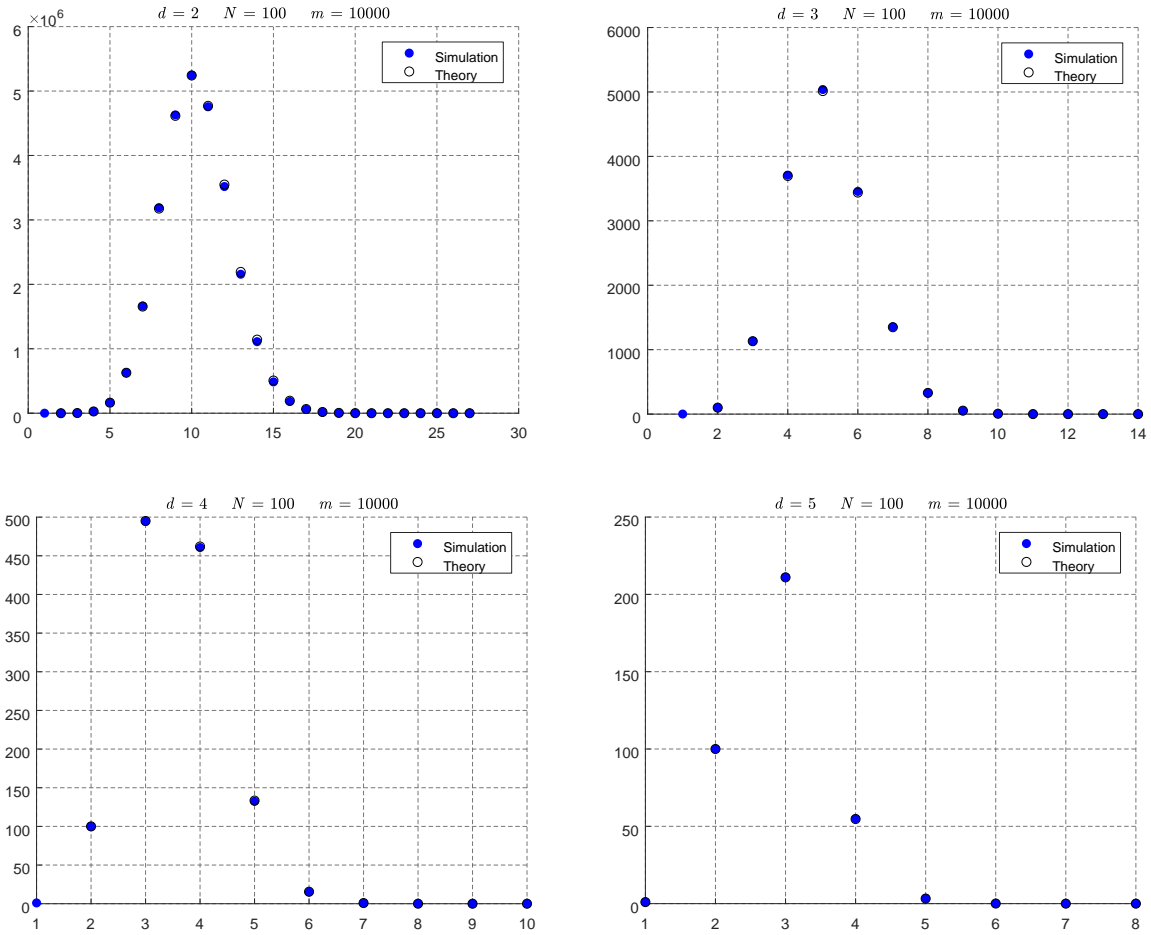 ×10⁶
d = 2 N = 100 m = 10000
6
5
4
3
2
1
0
0 5 10 15 20 25 30
Simulation
Theory
d = 3 N = 100 m = 10000
6000
5000
4000
3000
2000
1000
0
0 2 4 6 8 10 12 14
Simulation
Theory
d = 4 N = 100 m = 10000
500
450
400
350
300
250
200
150
100
50
0
1 2 3 4 5 6 7 8 9 10
Simulation
Theory
d = 5 N = 100 m = 10000
250
200
150
100
50
0
1 2 3 4 5 6 7 8
Simulation
Theory